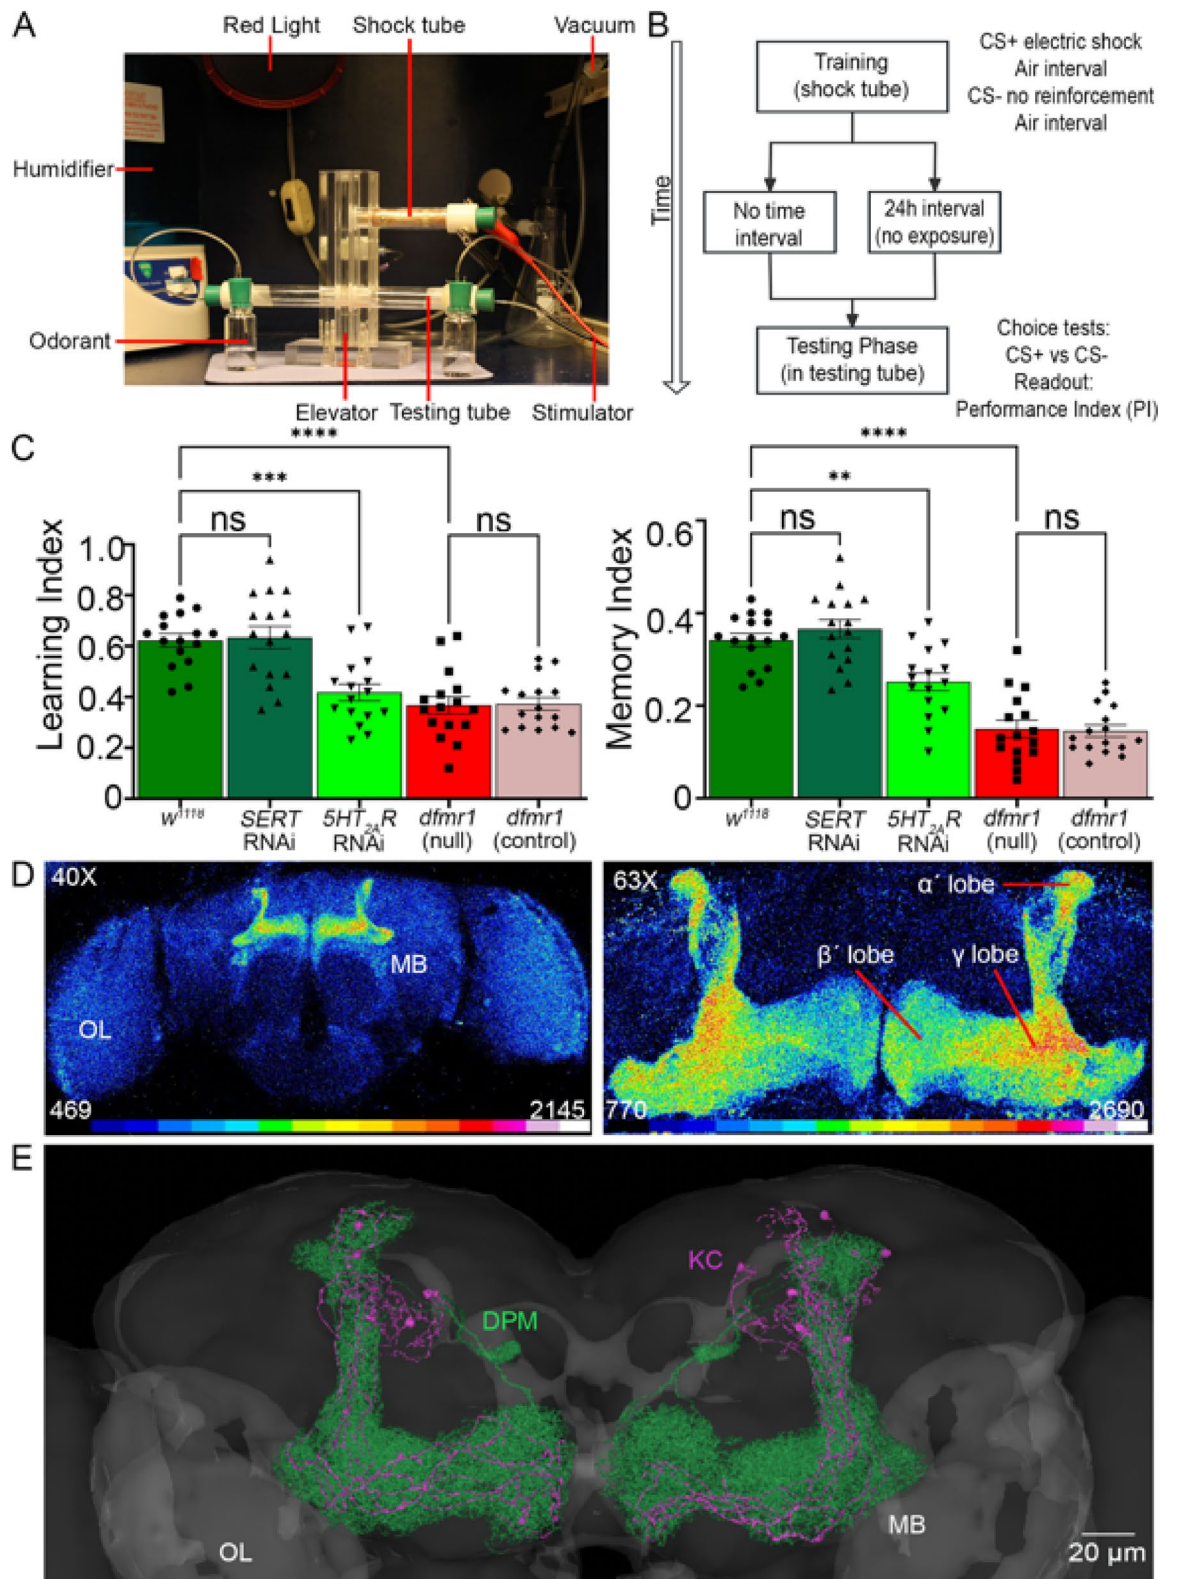 A
Red Light
Shock tube
Vacuum
Humidifier
Odorant
Elevator
Testing tube
Stimulator
B
Time
Training
(shock tube)
CS+ electric shock
Air interval
CS- no reinforcement
Air interval
No time
interval
24h interval
(no exposure)
Testing Phase
(in testing tube)
Choice tests:
CS+ vs CS-
Readout:
Performance Index (PI)
C
****
***
ns
ns
Learning Index
1.0
0.8
0.6
0.4
0.2
0
w1118
SERT
RNAi
5HT2AR
RNAi
dfmr1
(null)
dfmr1
(control)
****
**
ns
ns
Memory Index
0.6
0.4
0.2
0
w1118
SERT
RNAi
5HT2AR
RNAi
dfmr1
(null)
dfmr1
(control)
D
40X
MB
OL
469
2145
63X
α´ lobe
β´ lobe
γ lobe
770
2690
E
KC
DPM
MB
OL
20 µm